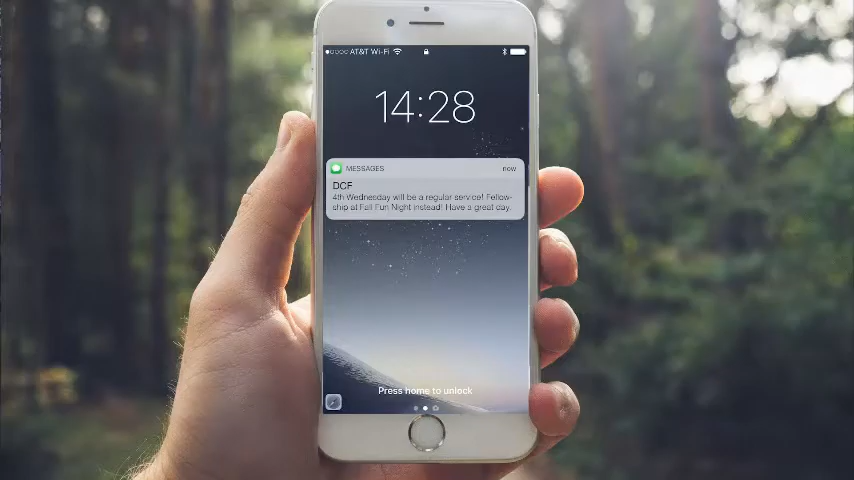 AT&T Wi-Fi
14:28
MESSAGES now
DCF
4th Wednesday will be a regular service! Fellow-
ship at Fall Fun Night instead! Have a great day.
Press home to unlock